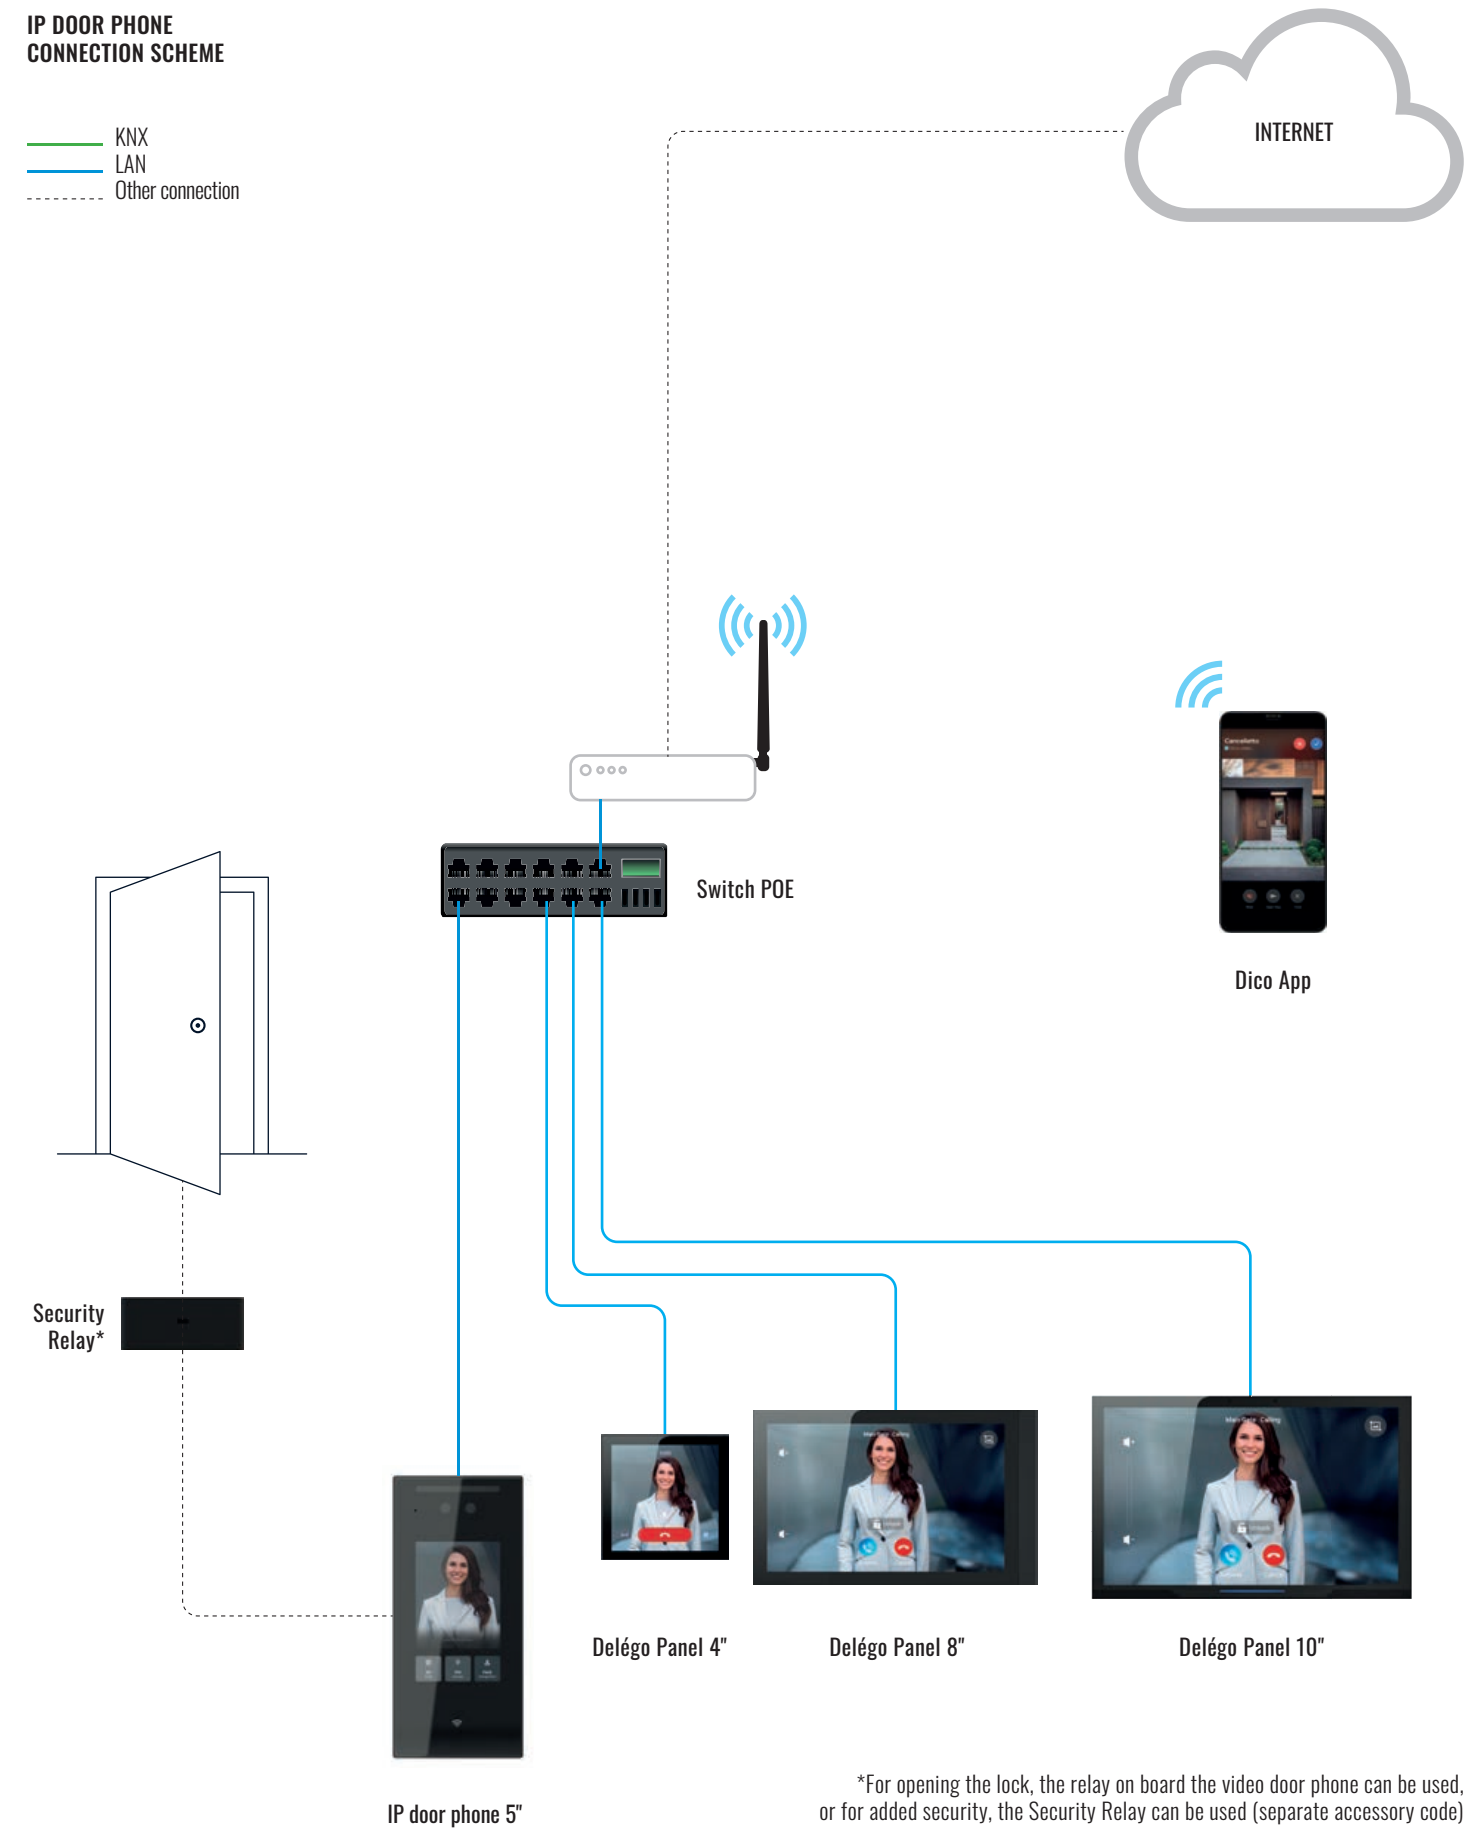 IP DOOR PHONE
CONNECTION SCHEME
KNX
LAN
Other connection
INTERNET
Cancelletto
Switch POE
Dico App
Security
Relay*
Delégo Panel 4"
Delégo Panel 8"
Delégo Panel 10"
IP door phone 5"
*For opening the lock, the relay on board the video door phone can be used,
or for added security, the Security Relay can be used (separate accessory code)